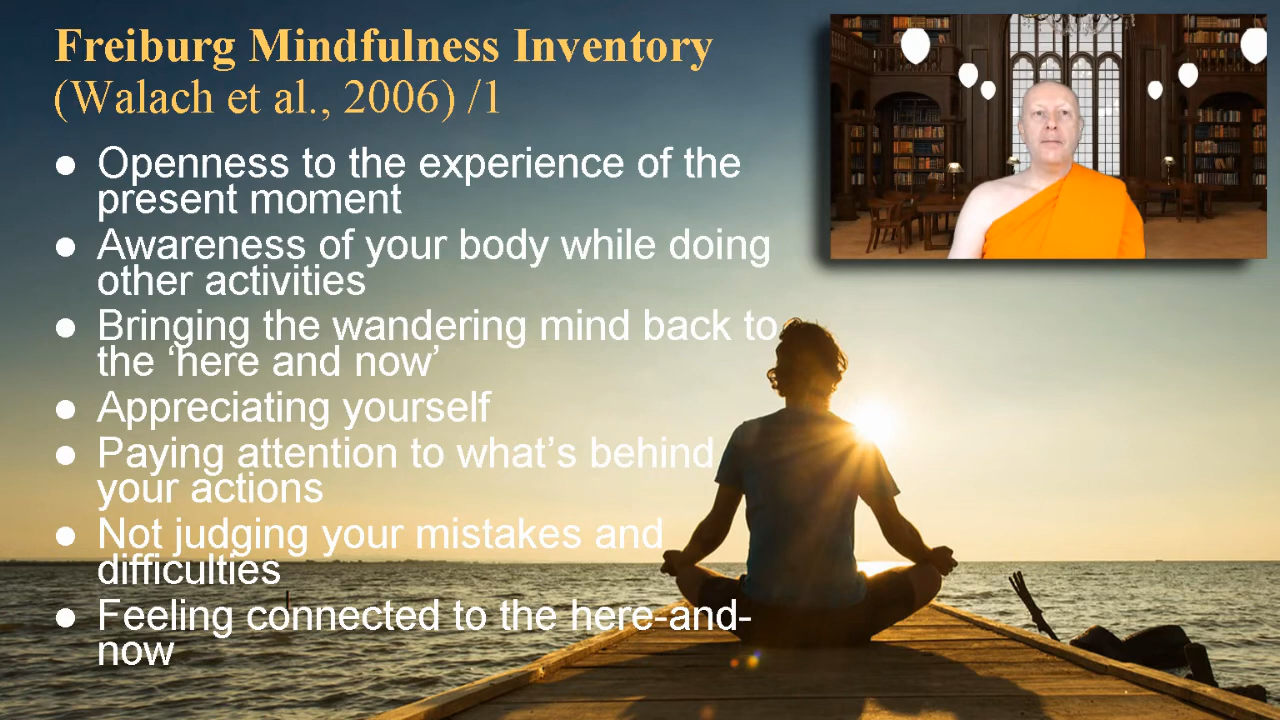 Freiburg Mindfulness Inventory
(Walach et al., 2006) /1
● Openness to the experience of the
present moment
● Awareness of your body while doing
other activities
● Bringing the wandering mind back to
the ‘here and now’
● Appreciating yourself
● Paying attention to what’s behind
your actions
● Not judging your mistakes and
difficulties
● Feeling connected to the here-and-
now